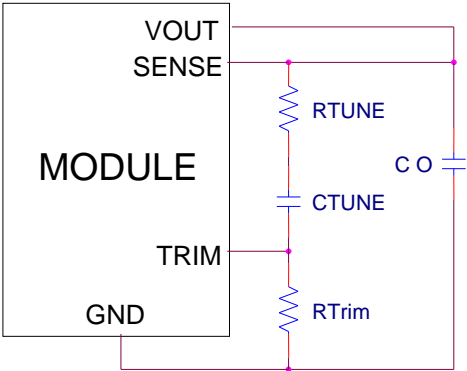 VOUT
SENSE
RTUNE
MODULE
C O
CTUNE
TRIM
GND
RTrim